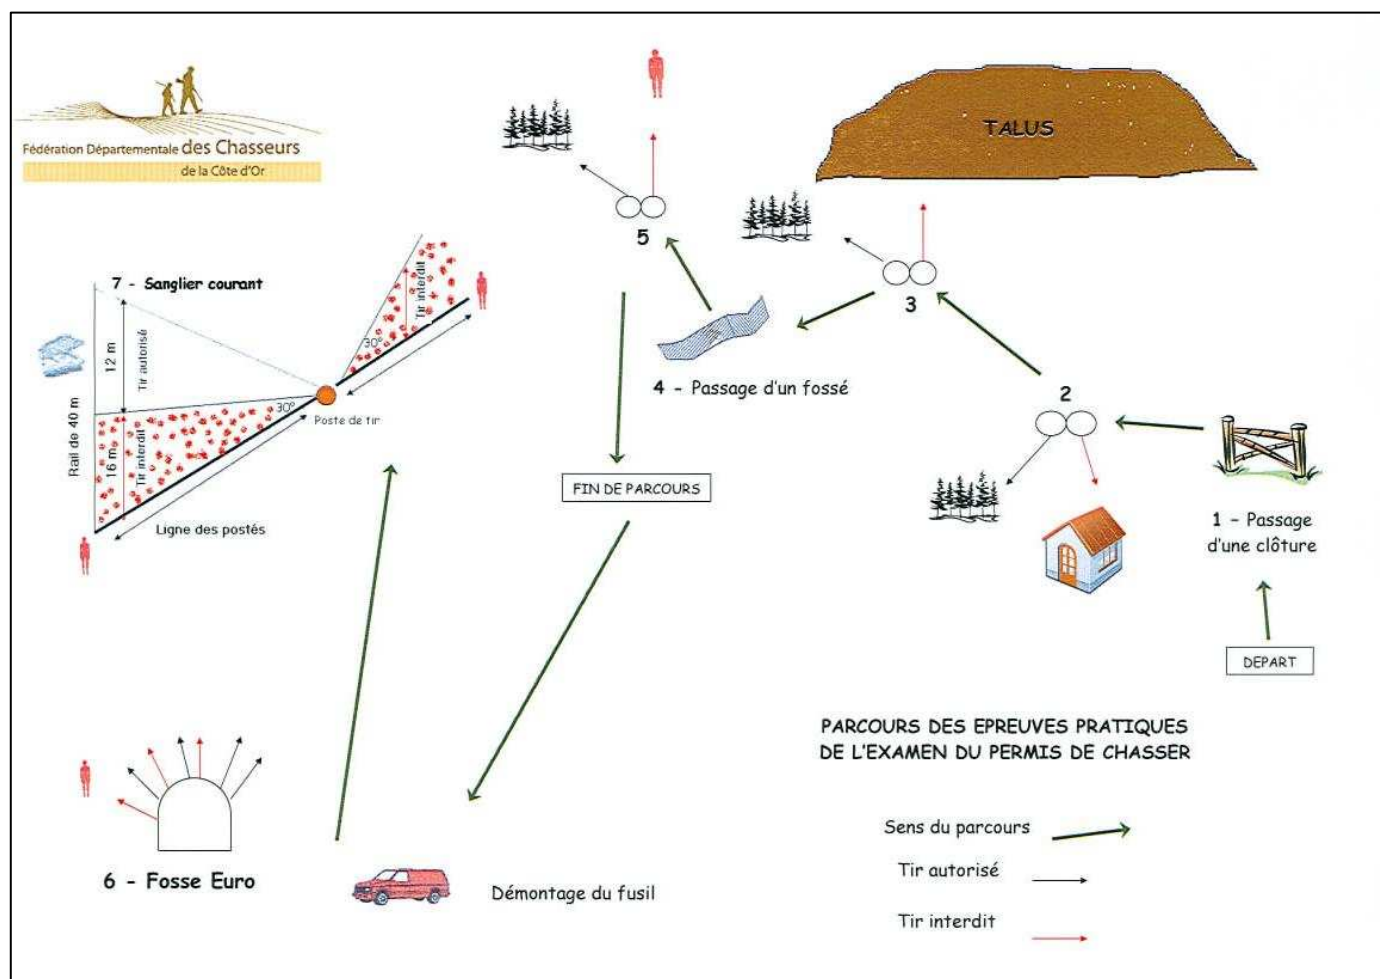 Fédération Départementale des Chasseurs
de la Côte d'Or
TALUS
5
3
7 - Sanglier courant
12 m
Tir autorisé
Tir interdit
30°
Rail de 40 m
16 m
Tir interdit
30°
Poste de tir
Ligne des postés
4 - Passage d'un fossé
2
FIN DE PARCOURS
1 - Passage
d'une clôture
DEPART
PARCOURS DES EPREUVES PRATIQUES
DE L'EXAMEN DU PERMIS DE CHASSER
Sens du parcours
Tir autorisé
Tir interdit
6 - Fosse Euro
Démontage du fusil